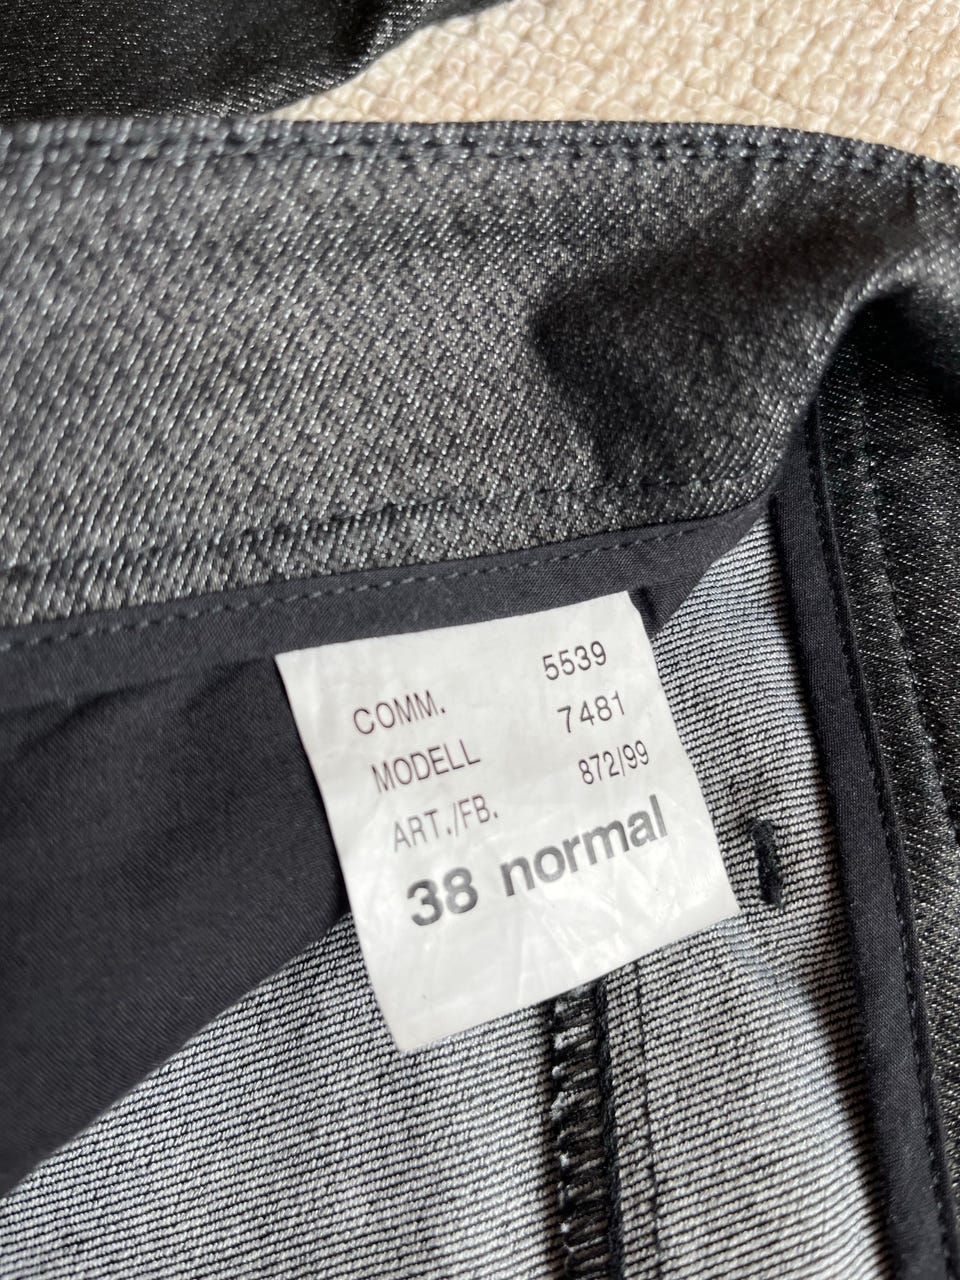 COMM. 5539
MODELL 7481
ART./FB. 872/99
38 normal